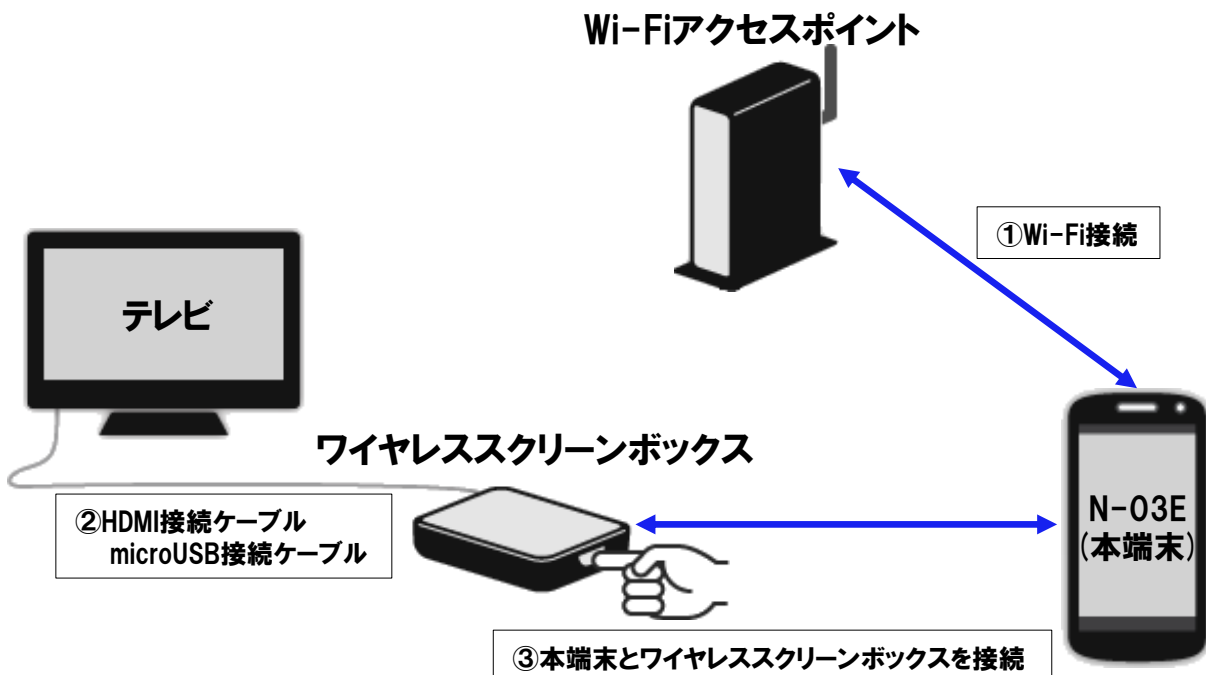 Wi-Fiアクセスポイント
①Wi-Fi接続
テレビ
ワイヤレススクリーンボックス
②HDMI接続ケーブル
microUSB接続ケーブル
N-03E
(本端末)
③本端末とワイヤレススクリーンボックスを接続